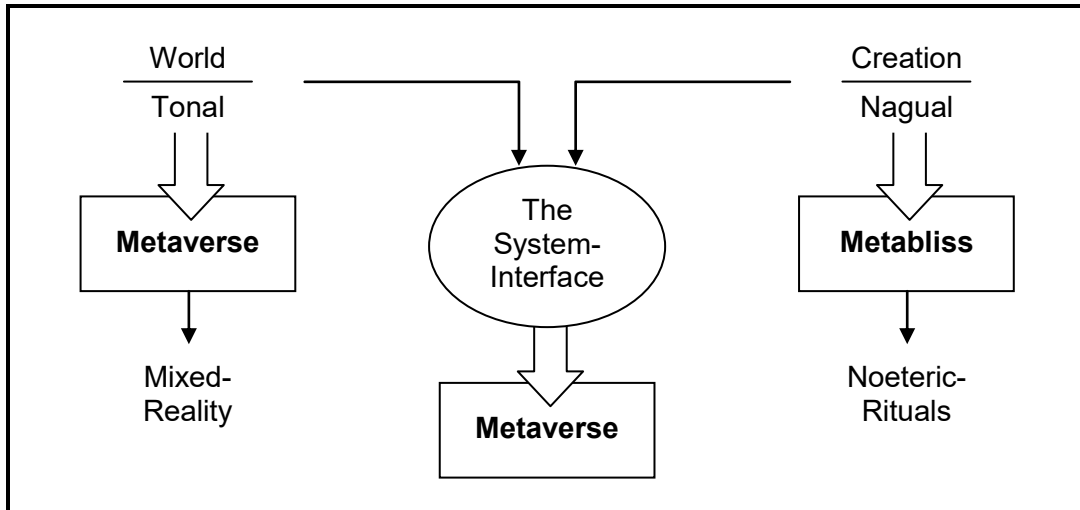 World
Tonal
Metaverse
Mixed-
Reality
The
System-
Interface
Metaverse
Creation
Nagual
Metabliss
Noeteric-
Rituals